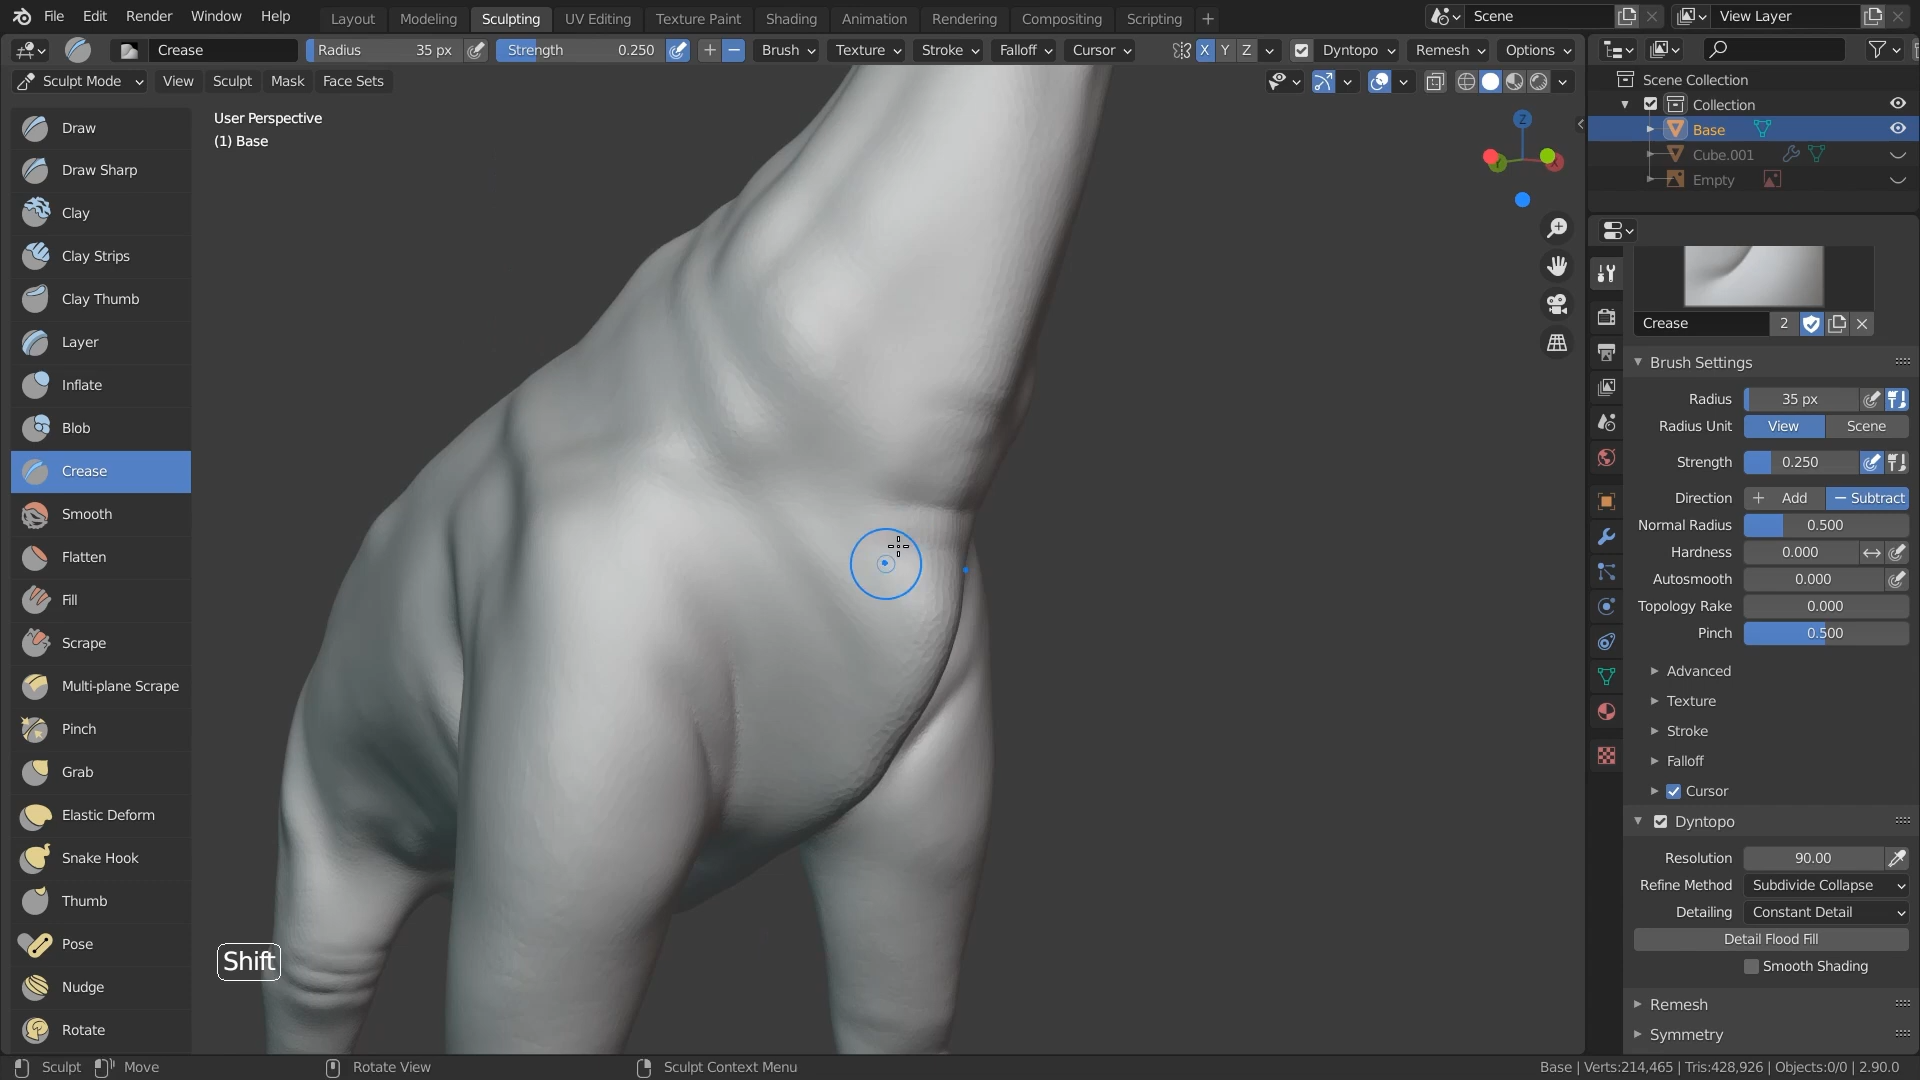 File Edit Render Window Help Layout Modeling Sculpting UV Editing Texture Paint Shading Animation Rendering Compositing Scripting + Scene View Layer
Crease Radius 35 px Strength 0.250 + − Brush Texture Stroke Falloff Cursor X Y Z Dyntopo Remesh Options
Sculpt Mode View Sculpt Mask Face Sets
User Perspective
(1) Base
Z
Draw
Draw Sharp
Clay
Clay Strips
Clay Thumb
Layer
Inflate
Blob
Crease
Smooth
Flatten
Fill
Scrape
Multi-plane Scrape
Pinch
Grab
Elastic Deform
Snake Hook
Thumb
Pose
Nudge
Rotate
Shift
Scene Collection
Collection
Base
Cube.001
Empty
Crease 2
Brush Settings
Radius 35 px
Radius Unit View Scene
Strength 0.250
Direction + Add − Subtract
Normal Radius 0.500
Hardness 0.000
Autosmooth 0.000
Topology Rake 0.000
Pinch 0.500
Advanced
Texture
Stroke
Falloff
Cursor
Dyntopo
Resolution 90.00
Refine Method Subdivide Collapse
Detailing Constant Detail
Detail Flood Fill
Smooth Shading
Remesh
Symmetry
Sculpt Move Rotate View Sculpt Context Menu Base | Verts:214,465 | Tris:428,926 | Objects:0/0 | 2.90.0